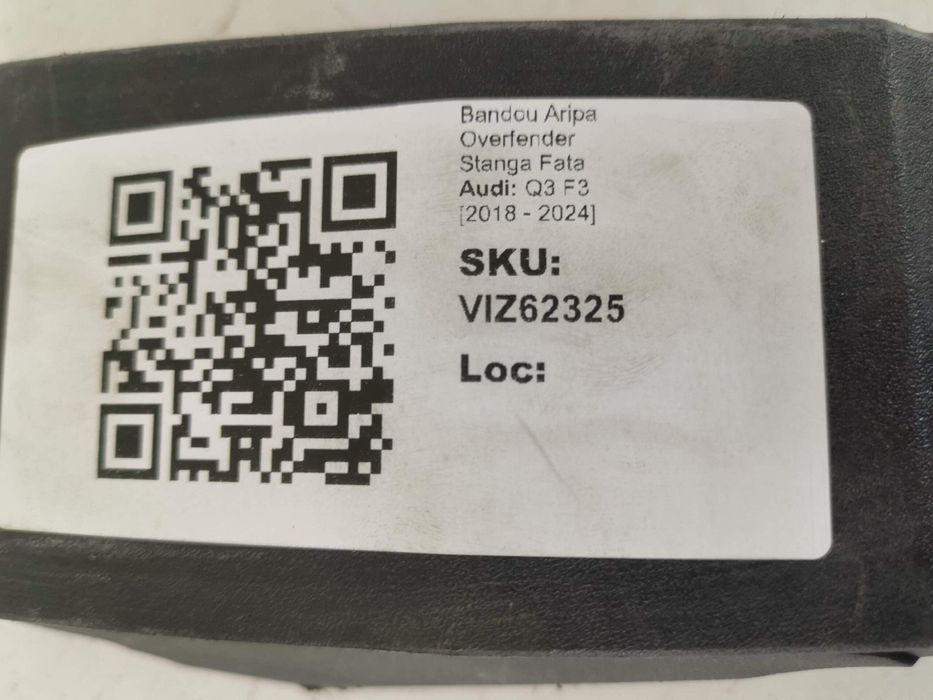 Bandou Aripa
Overfender
Stanga Fata
Audi: Q3 F3
[2018 - 2024]
SKU:
VIZ62325
Loc: